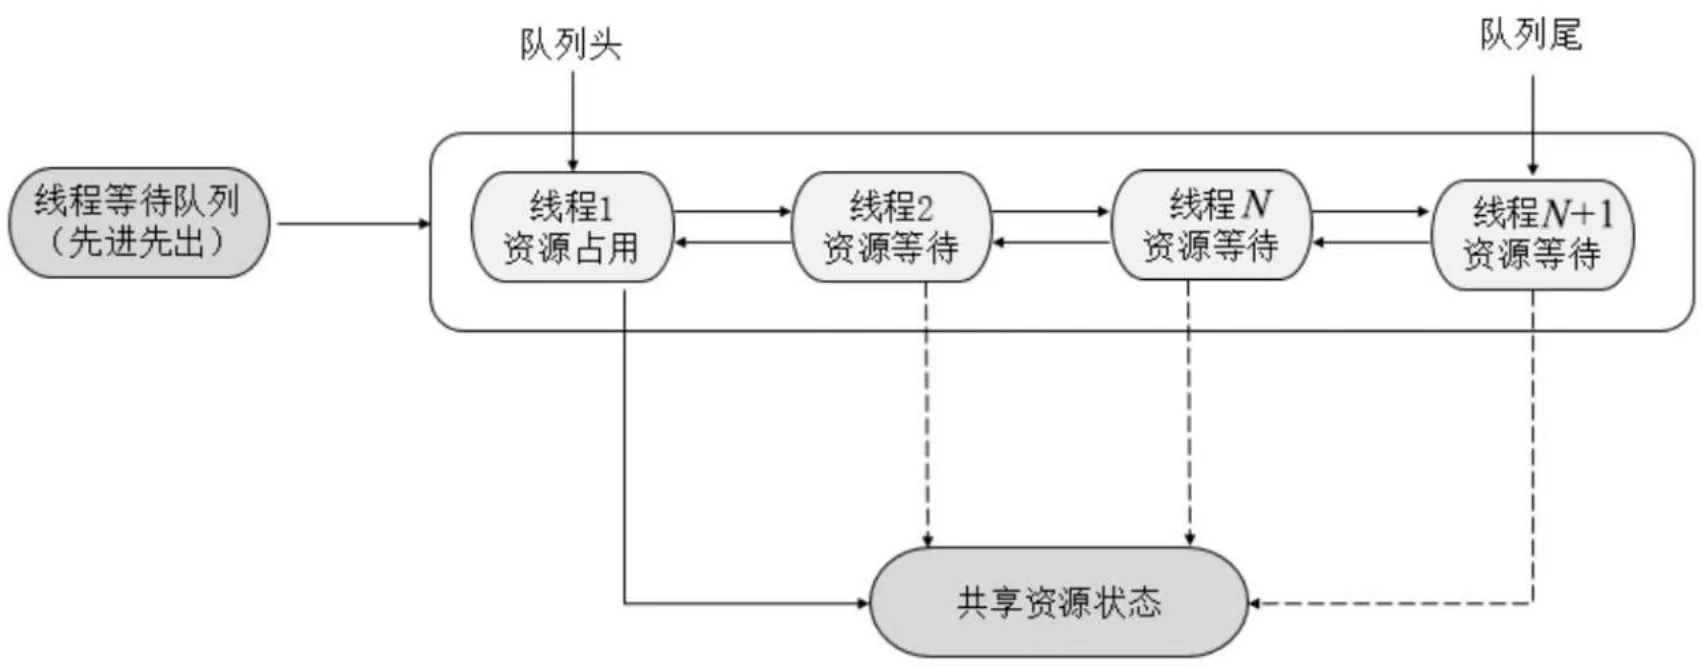 队列头
队列尾
线程等待队列
（先进先出）
线程1
资源占用
线程2
资源等待
线程N
资源等待
线程N+1
资源等待
共享资源状态